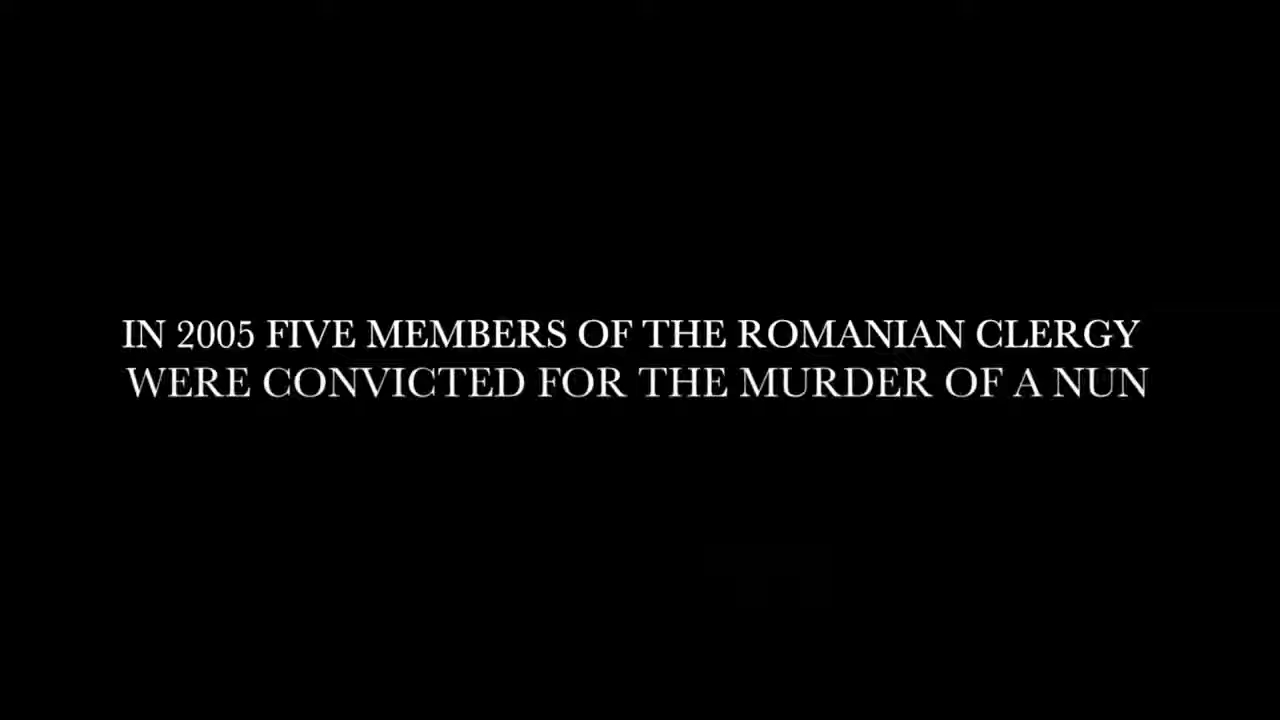 IN 2005 FIVE MEMBERS OF THE ROMANIAN CLERGY
WERE CONVICTED FOR THE MURDER OF A NUN